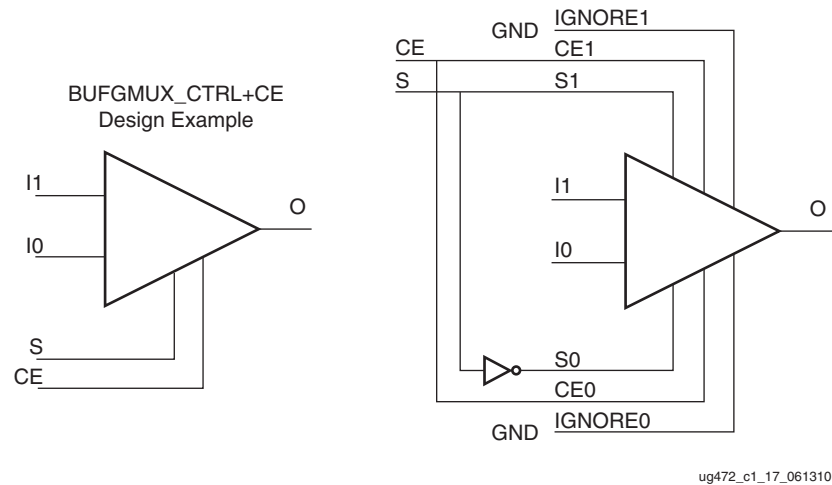 BUFGMUX_CTRL+CE
Design Example
I1
I0
O
S
CE
GND
IGNORE1
CE
CE1
S
S1
I1
I0
O
S0
CE0
GND
IGNORE0
ug472_c1_17_061310